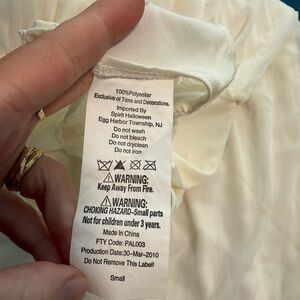 100%Polyester
Exclusive of Trims and Decorations.
Imported By
Spirit Halloween
Egg Harbor Township, NJ
Do not wash
Do not bleach
Do not dryclean
Do not iron
WARNING:
Keep Away From Fire.
WARNING:
CHOKING HAZARD-Small parts
Not for children under 3 years.
Made In China
FTY Code: PAL003
Production Date:30-Mar-2010
Do Not Remove This Label!
Small